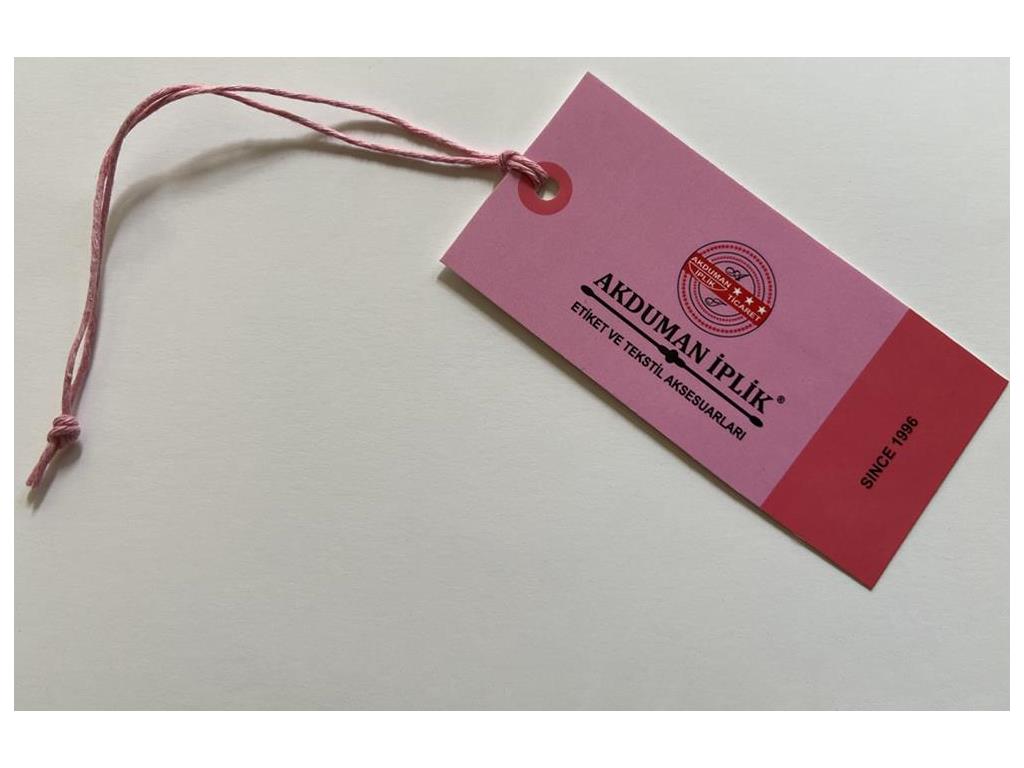 A
AKDUMAN
İPLİK
TİCARET
AKDUMAN İPLİK ®
ETİKET VE TEKSTİL AKSESUARLARI
SINCE 1996